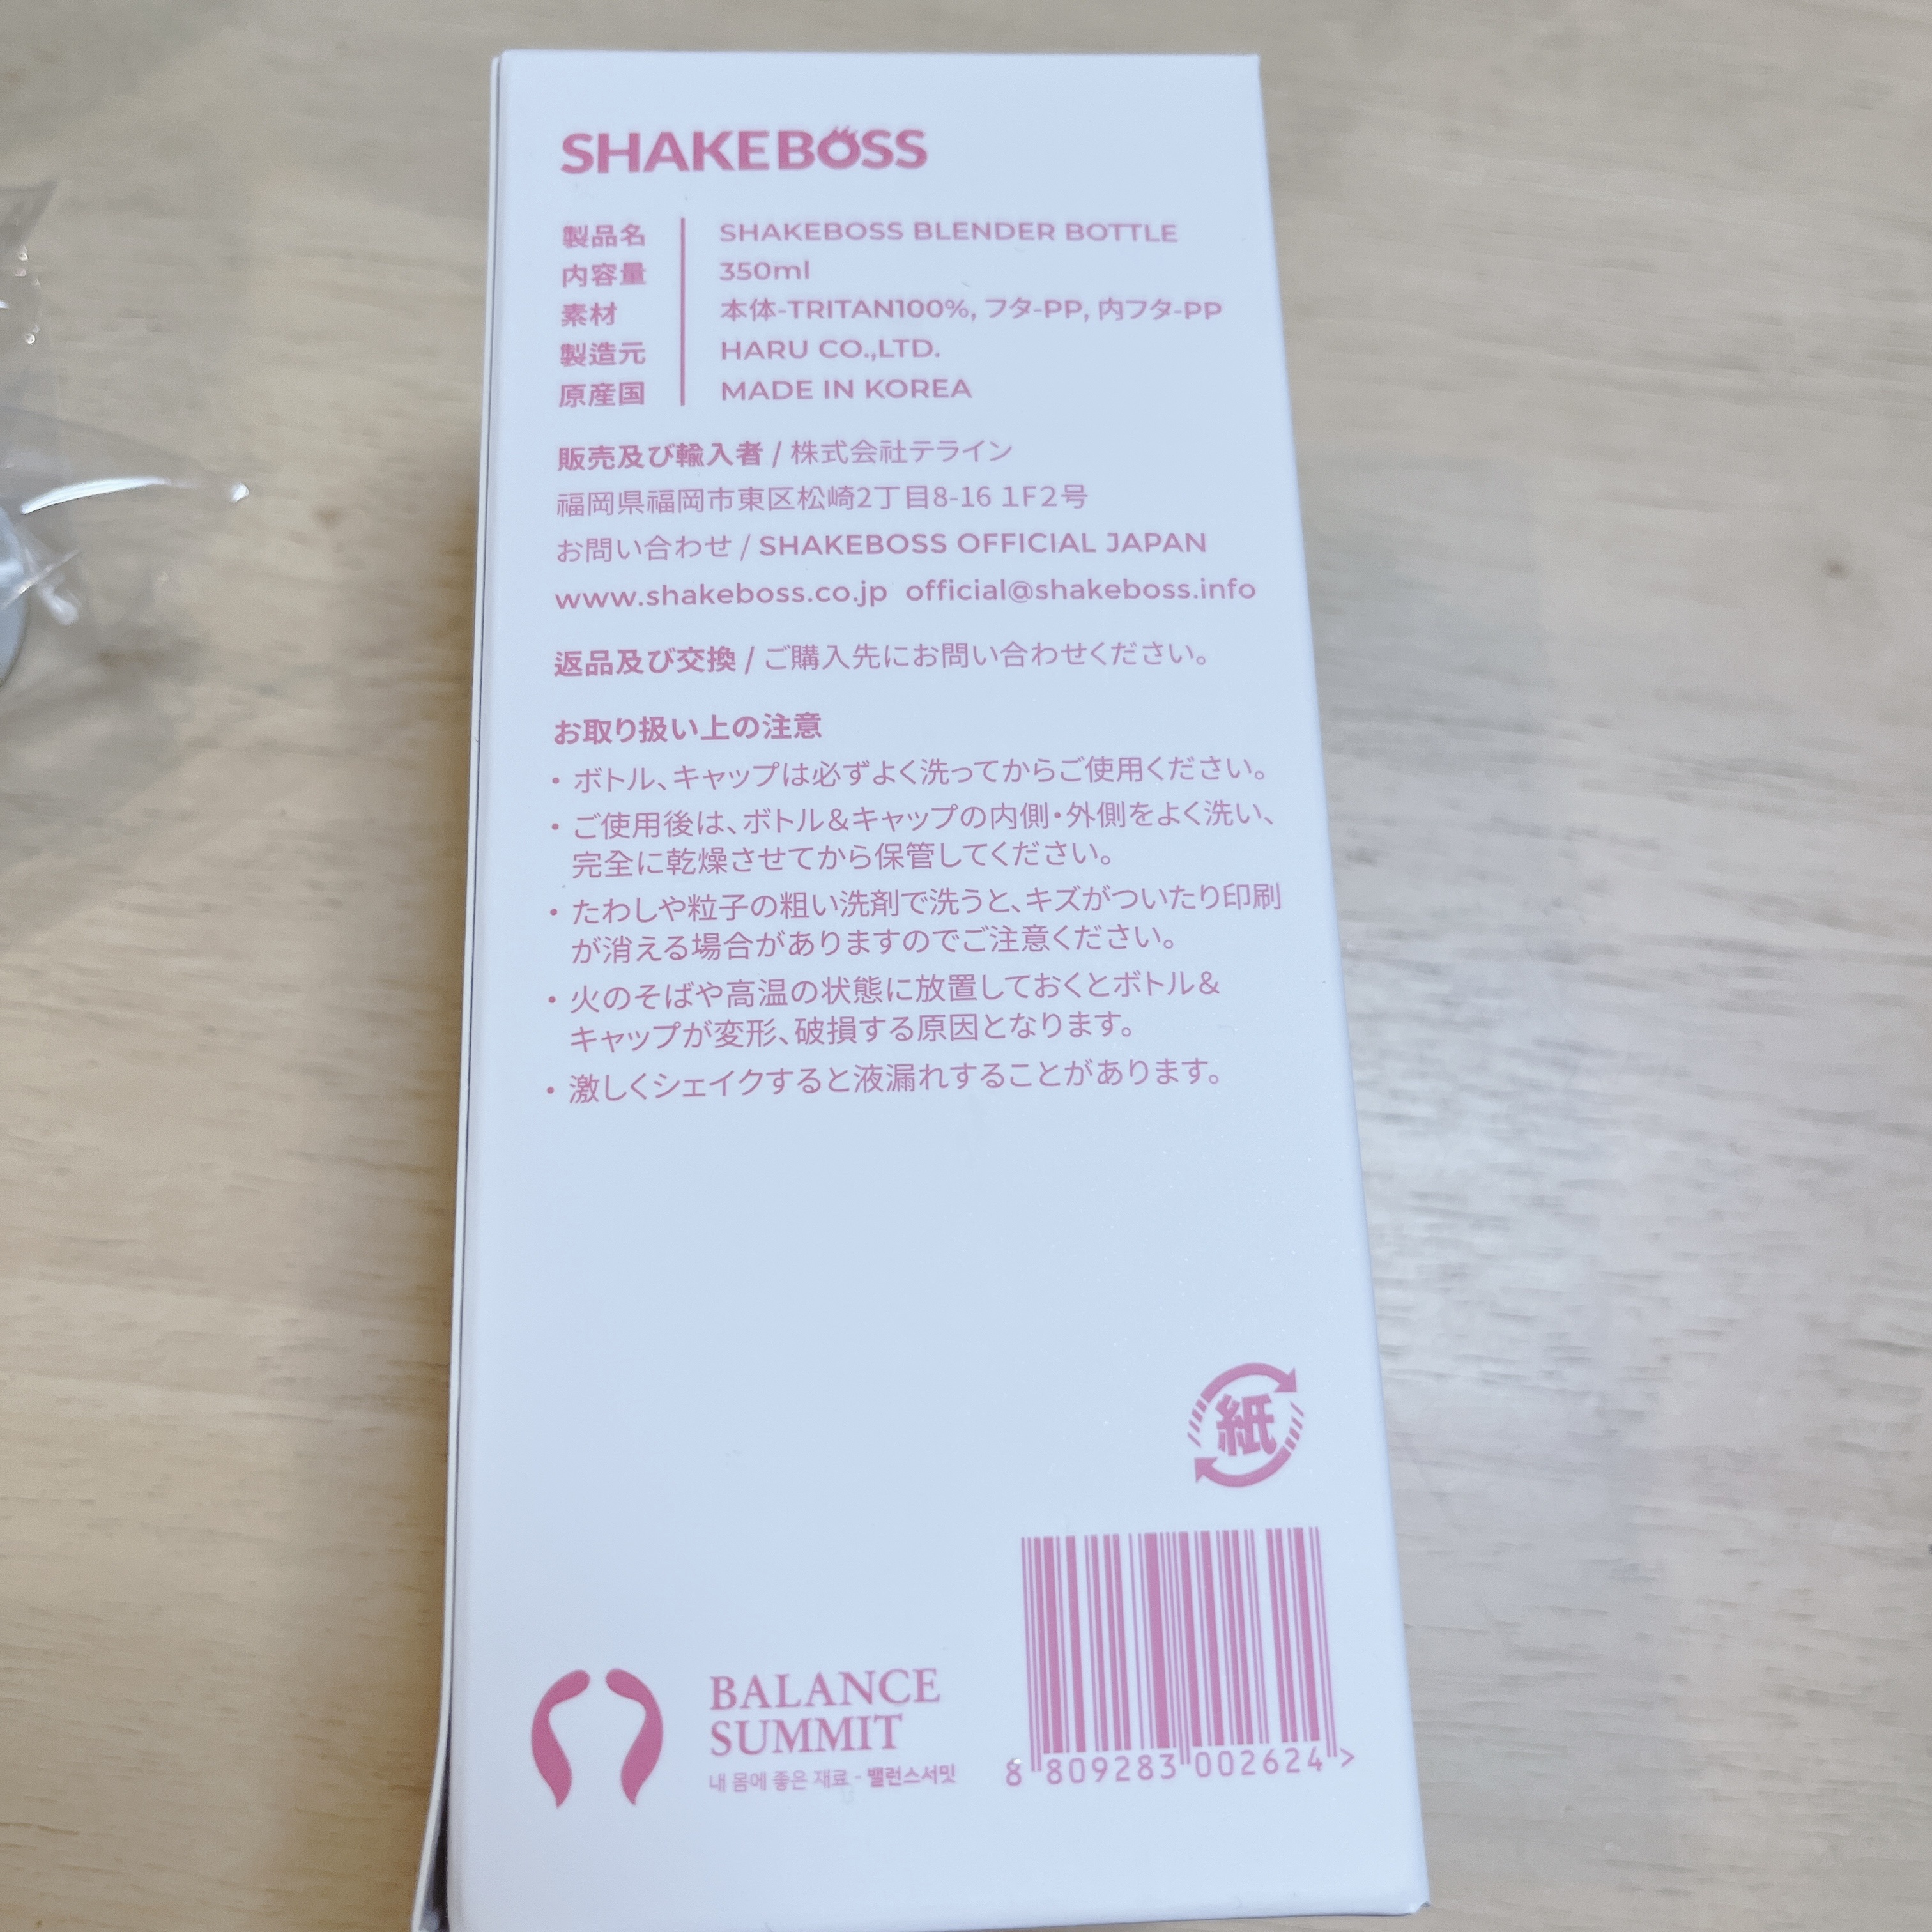 SHAKEBOSS
製品名 SHAKEBOSS BLENDER BOTTLE
内容量 350ml
素材 本体-TRITAN100%, フタ-PP, 内フタ-PP
製造元 HARU CO.,LTD.
原産国 MADE IN KOREA
販売及び輸入者 / 株式会社テライン
福岡県福岡市東区松崎2丁目8-16 1F2号
お問い合わせ / SHAKEBOSS OFFICIAL JAPAN
www.shakeboss.co.jp official@shakeboss.info
返品及び交換 / ご購入先にお問い合わせください。
お取り扱い上の注意
・ボトル、キャップは必ずよく洗ってからご使用ください。
・ご使用後は、ボトル&キャップの内側・外側をよく洗い、
完全に乾燥させてから保管してください。
・たわしや粒子の粗い洗剤で洗うと、キズがついたり印刷
が消える場合がありますのでご注意ください。
・火のそばや高温の状態に放置しておくとボトル&
キャップが変形、破損する原因となります。
・激しくシェイクすると液漏れすることがあります。
紙
BALANCE
SUMMIT
내 몸에 좋은 재료 - 밸런스서밋
8 809283 002624 >